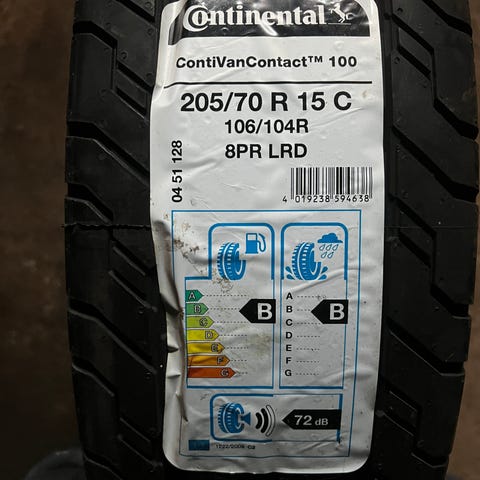 Continental
ContiVanContact™ 100
205/70 R 15 C
106/104R
8PR LRD
04 51 128
4 019238 594638
A
B
C
D
E
F
G
B
A
B
C
D
E
F
G
B
72 dB
1222/2009 - C2